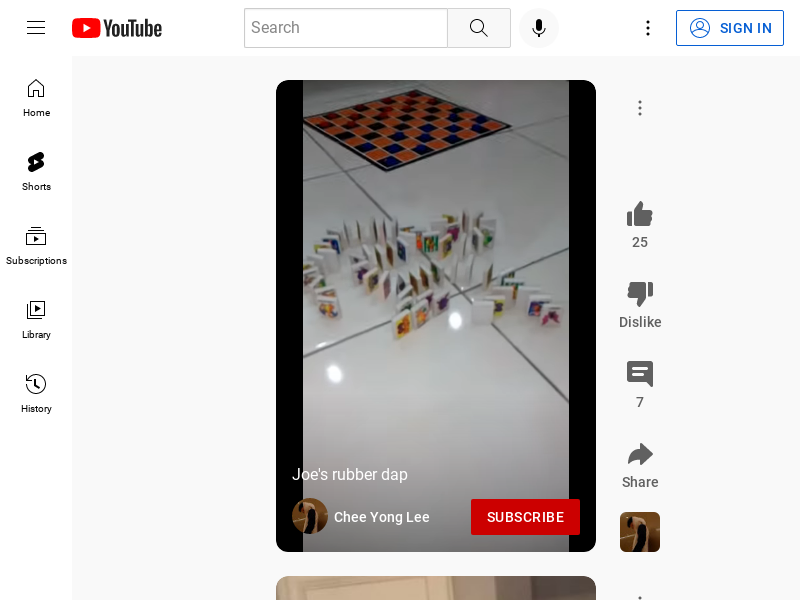 YouTube
Search
SIGN IN
Home
Shorts
Subscriptions
Library
History
25
Dislike
7
Share
Joe's rubber dap
Chee Yong Lee
SUBSCRIBE